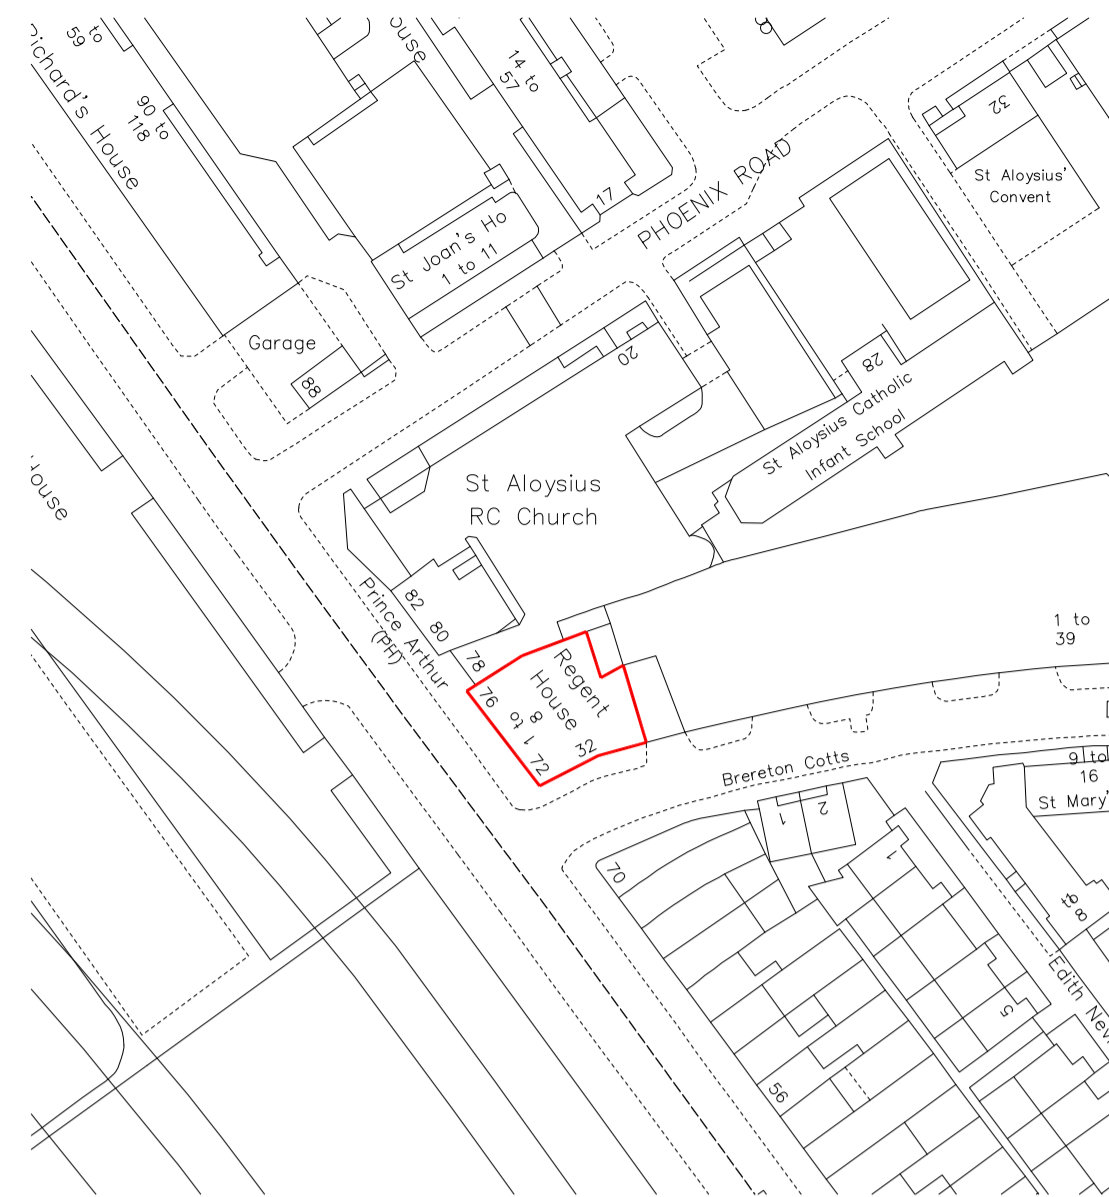 59 to
Richard's House
90 to
118
ouse
14 to
57
8
17
PHOENIX ROAD
32
St Aloysius'
Convent
St Joan's Ho
1 to 11
Garage
88
20
28
St Aloysius Catholic
Infant School
St Aloysius
RC Church
House
82
80
Prince Arthur
(PH)
78
76
Regent
House
1 to 8
32
72
1 to
39
Brereton Cotts
1
2
9 to
16
St Mary'
70
1
to 8
5
Edith Nev
56